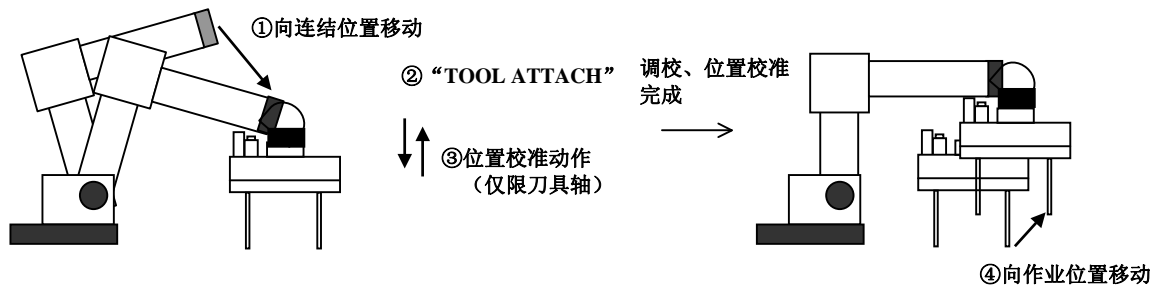 ①向连结位置移动
②“TOOL ATTACH”
调校、位置校准
完成
③位置校准动作
（仅限刀具轴）
④向作业位置移动